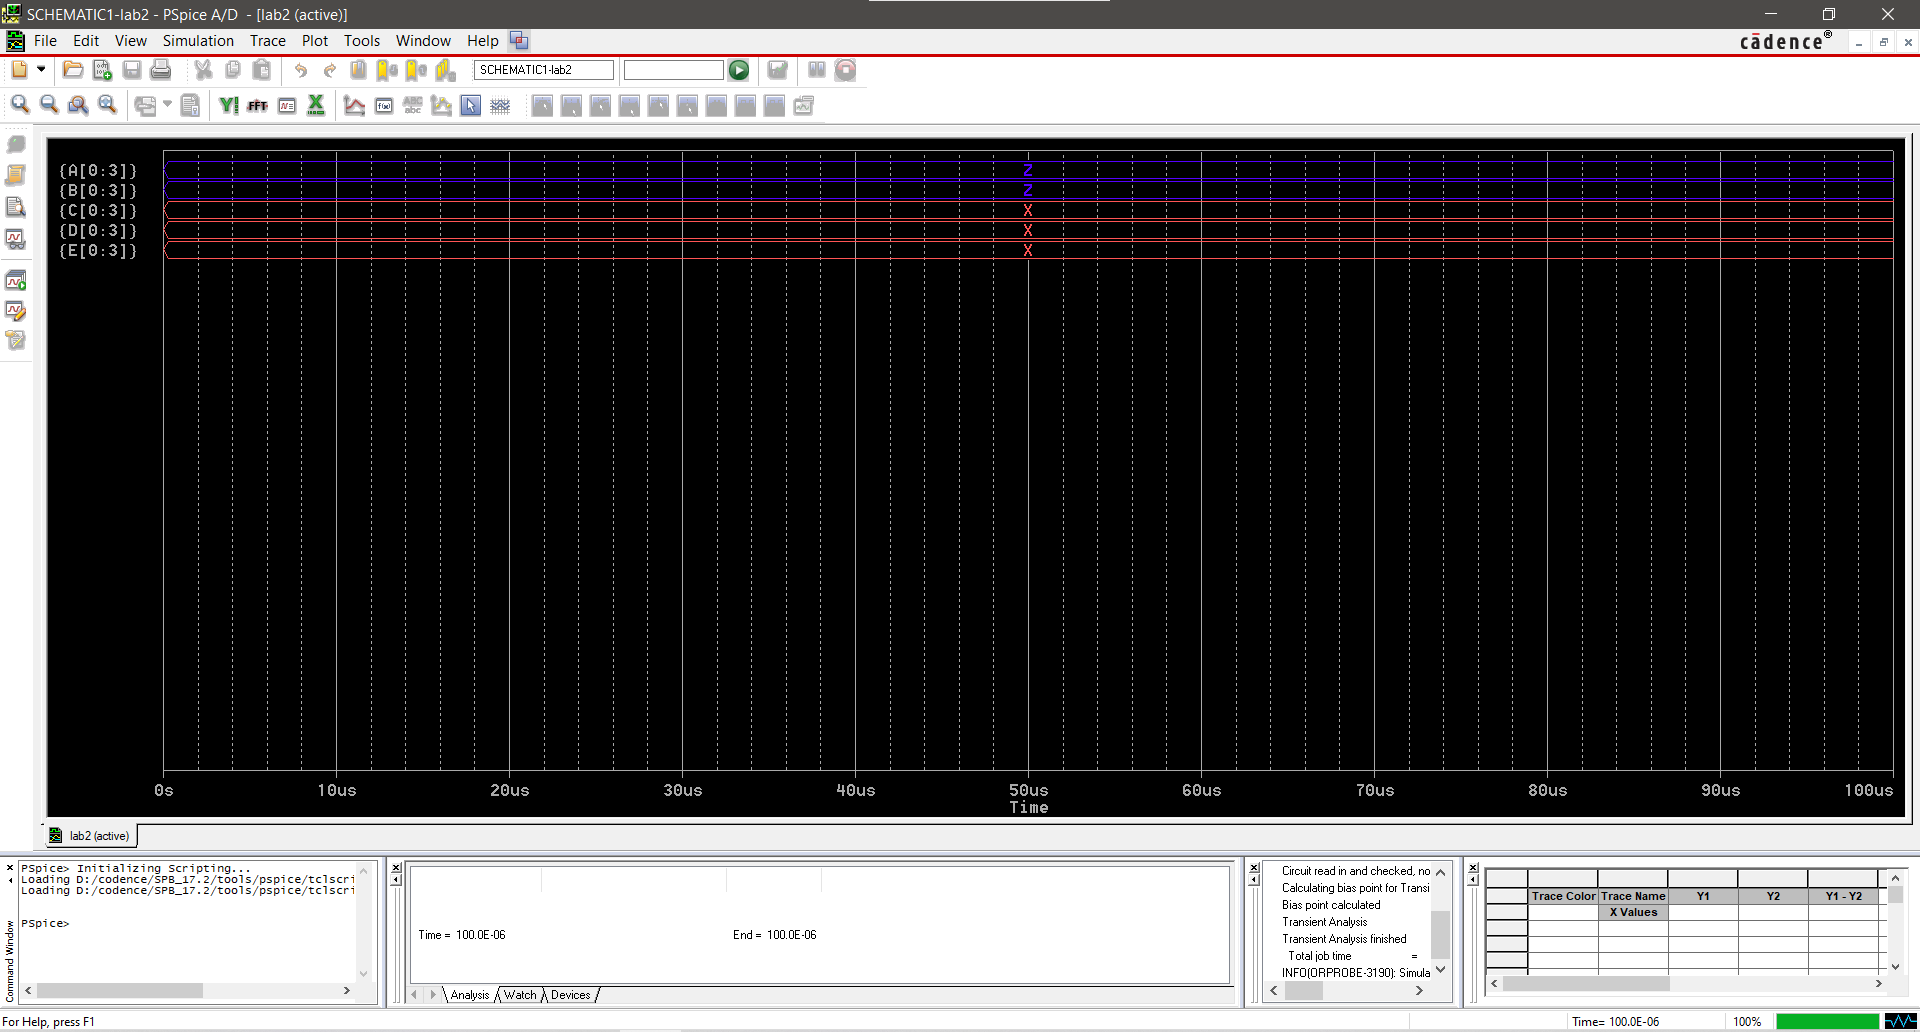 SCHEMATIC1-lab2 - PSpice A/D - [lab2 (active)]
File Edit View Simulation Trace Plot Tools Window Help
cādence®
SCHEMATIC1-lab2
FFT
ABC
abc
{A[0:3]} Z
{B[0:3]} Z
{C[0:3]} X
{D[0:3]} X
{E[0:3]} X
0s 10us 20us 30us 40us 50us 60us 70us 80us 90us 100us
Time
lab2 (active)
Command Window
PSpice> Initializing Scripting...
Loading D:/codence/SPB_17.2/tools/pspice/tclscri
Loading D:/codence/SPB_17.2/tools/pspice/tclscri
PSpice>
Time = 100.0E-06 End = 100.0E-06
Analysis Watch Devices
Circuit read in and checked, no
Calculating bias point for Transi
Bias point calculated
Transient Analysis
Transient Analysis finished
Total job time =
INFO(ORPROBE-3190): Simula
Trace Color Trace Name Y1 Y2 Y1 - Y2
X Values
For Help, press F1
Time= 100.0E-06 100%